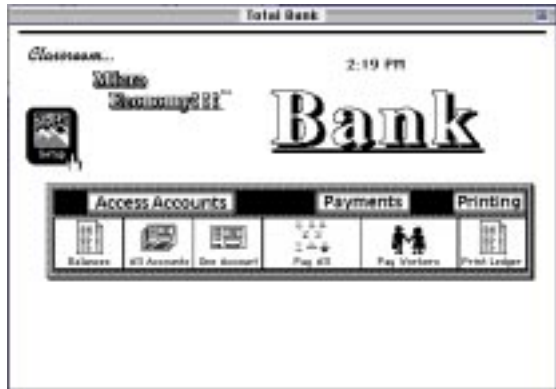 Total Bank
Classroom...
2:19 PM
Micro
Economy!!!™
Bank
Setup
Access Accounts Payments Printing
Balances All Accounts One Account Pay All Pay Workers Print Ledger